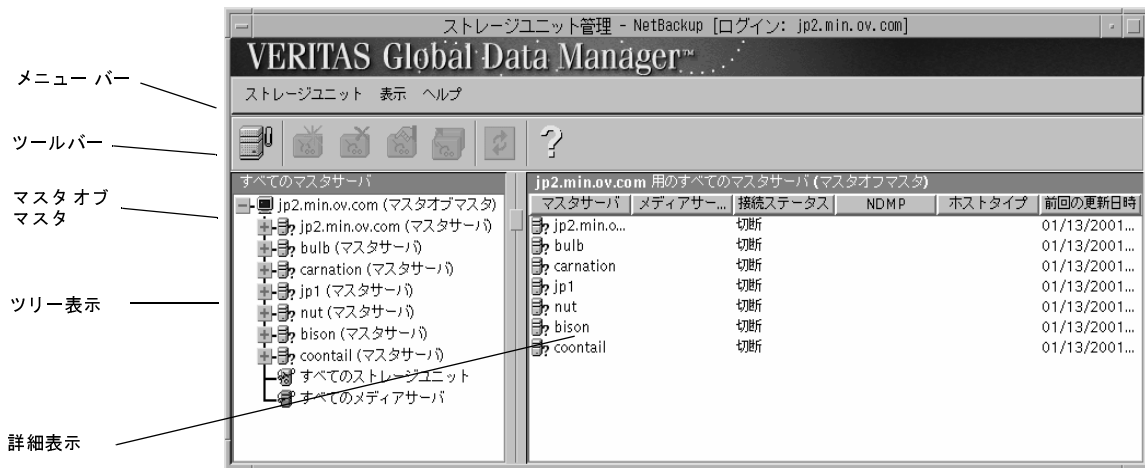 ストレージユニット管理 - NetBackup [ログイン: jp2.min.ov.com]
VERITAS Global Data Manager™
メニュー バー
ストレージユニット 表示 ヘルプ
ツールバー
?
マスタ オブ
マスタ
すべてのマスタサーバ
jp2.min.ov.com (マスタオブマスタ)
jp2.min.ov.com (マスタサーバ)
bulb (マスタサーバ)
carnation (マスタサーバ)
jp1 (マスタサーバ)
nut (マスタサーバ)
bison (マスタサーバ)
coontail (マスタサーバ)
すべてのストレージユニット
すべてのメディアサーバ
ツリー表示
詳細表示
jp2.min.ov.com 用のすべてのマスタサーバ (マスタオフマスタ)
マスタサーバ メディアサー... 接続ステータス NDMP ホストタイプ 前回の更新日時
jp2.min.o... 切断 01/13/2001...
bulb 切断 01/13/2001...
carnation 切断 01/13/2001...
jp1 切断 01/13/2001...
nut 切断 01/13/2001...
bison 切断 01/13/2001...
coontail 切断 01/13/2001...